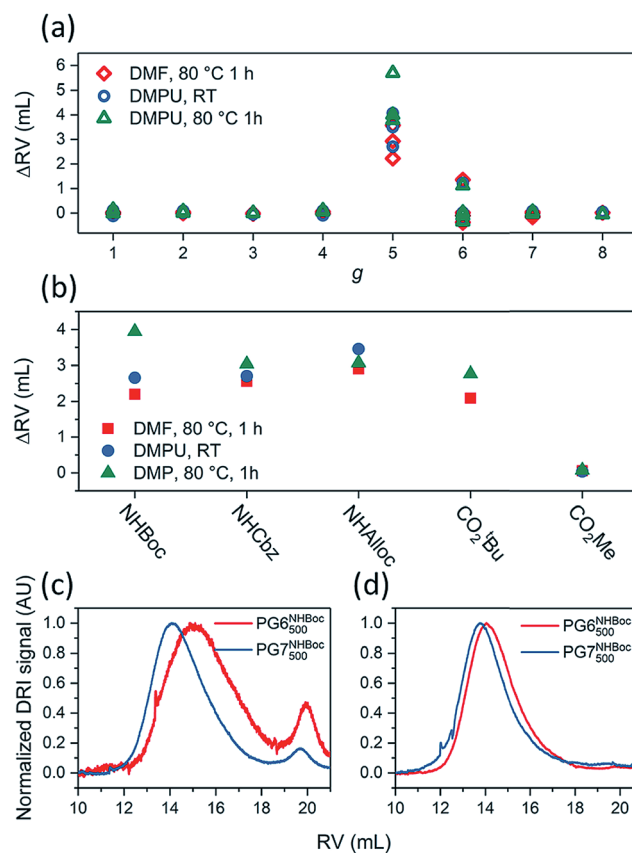 (a)
ΔRV (mL)
6
5
4
3
2
1
0
DMF, 80 °C 1 h
DMPU, RT
DMPU, 80 °C 1h
1 2 3 4 5 6 7 8
g
(b)
ΔRV (mL)
4
3
2
1
0
DMF, 80 °C, 1 h
DMPU, RT
DMP, 80 °C, 1h
NHBoc
NHCbz
NHAlloc
CO₂ᵗBu
CO₂Me
(c)
Normalized DRI signal (AU)
1.0
0.8
0.6
0.4
0.2
0.0
PG6₅₀₀ᴺᴴᴮᵒᶜ
PG7₅₀₀ᴺᴴᴮᵒᶜ
10 12 14 16 18 20
(d)
1.0
0.8
0.6
0.4
0.2
0.0
PG6₅₀₀ᴺᴴᴮᵒᶜ
PG7₅₀₀ᴺᴴᴮᵒᶜ
10 12 14 16 18 20
RV (mL)